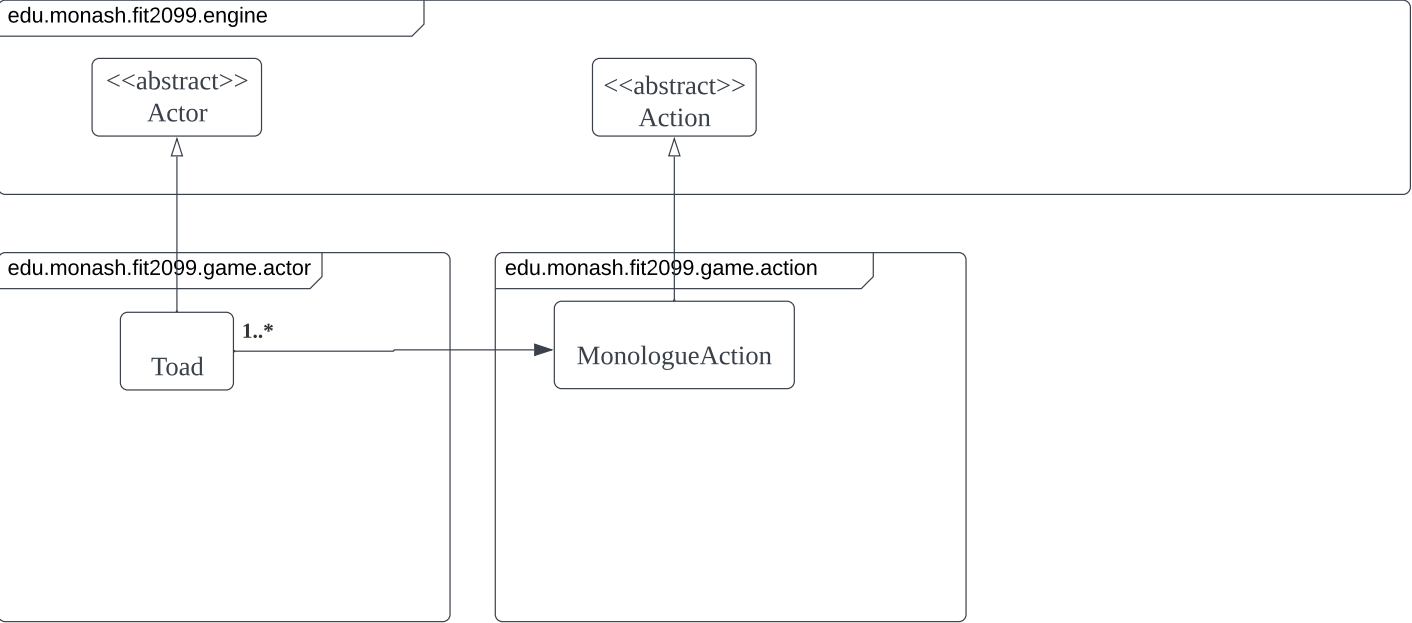 edu.monash.fit2099.engine
<<abstract>>
Actor
<<abstract>>
Action
edu.monash.fit2099.game.actor
edu.monash.fit2099.game.action
1..*
Toad
MonologueAction